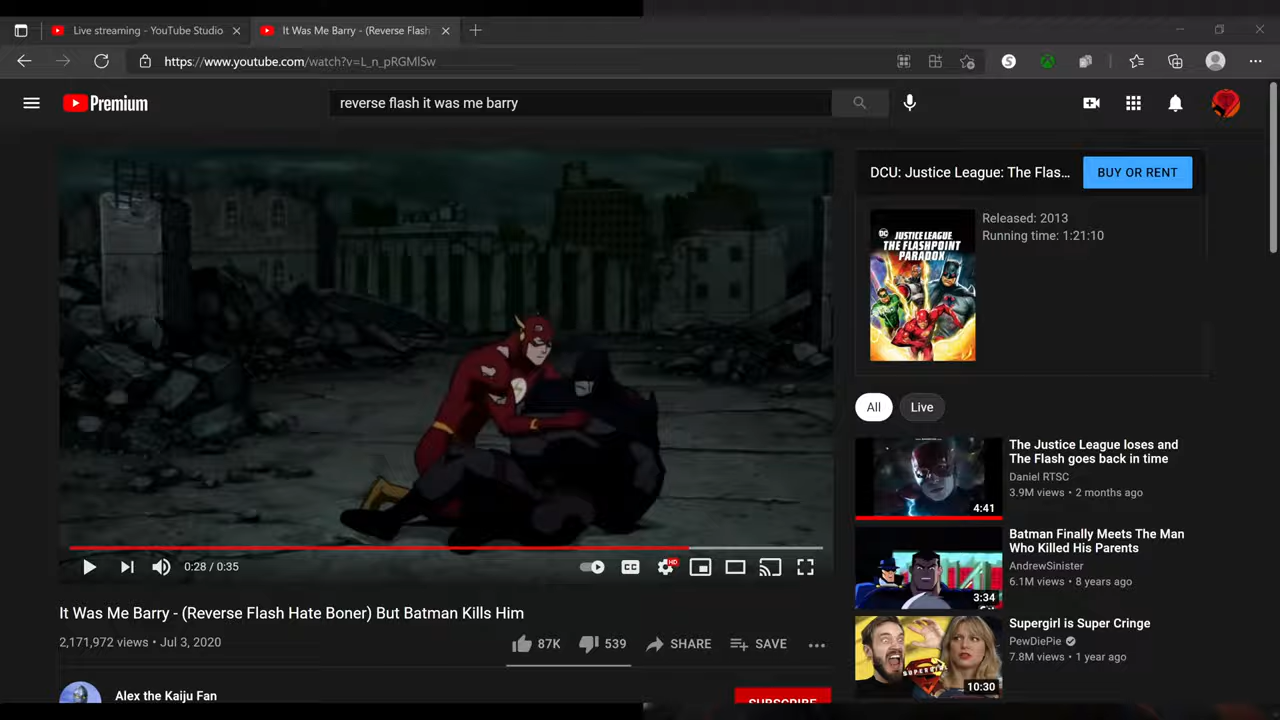 Live streaming - YouTube Studio
It Was Me Barry - (Reverse Flash
https://www.youtube.com/watch?v=L_n_pRGMlSw
Premium
reverse flash it was me barry
DCU: Justice League: The Flas...
BUY OR RENT
Released: 2013
Running time: 1:21:10
DC
JUSTICE LEAGUE
THE FLASHPOINT
PARADOX
All
Live
The Justice League loses and
The Flash goes back in time
Daniel RTSC
3.9M views • 2 months ago
4:41
Batman Finally Meets The Man
Who Killed His Parents
AndrewSinister
6.1M views • 8 years ago
3:34
Supergirl is Super Cringe
PewDiePie
7.8M views • 1 year ago
10:30
0:28 / 0:35
CC
HD
It Was Me Barry - (Reverse Flash Hate Boner) But Batman Kills Him
2,171,972 views • Jul 3, 2020
87K
539
SHARE
SAVE
Alex the Kaiju Fan
SUBSCRIBE